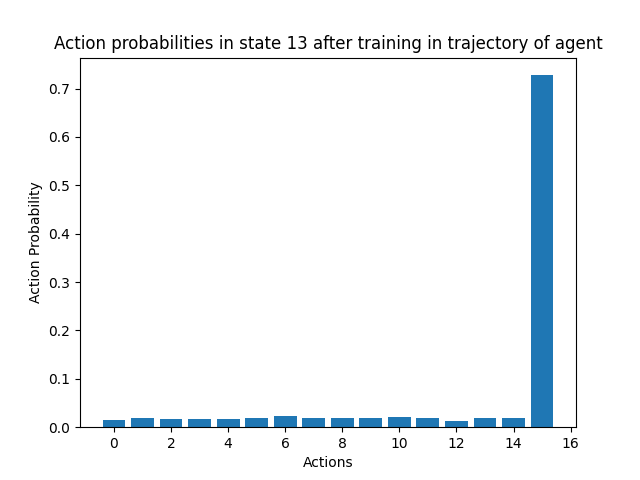 Action probabilities in state 13 after training in trajectory of agent
0.7
0.6
0.5
0.4
0.3
0.2
0.1
0.0
Action Probability
0 2 4 6 8 10 12 14 16
Actions